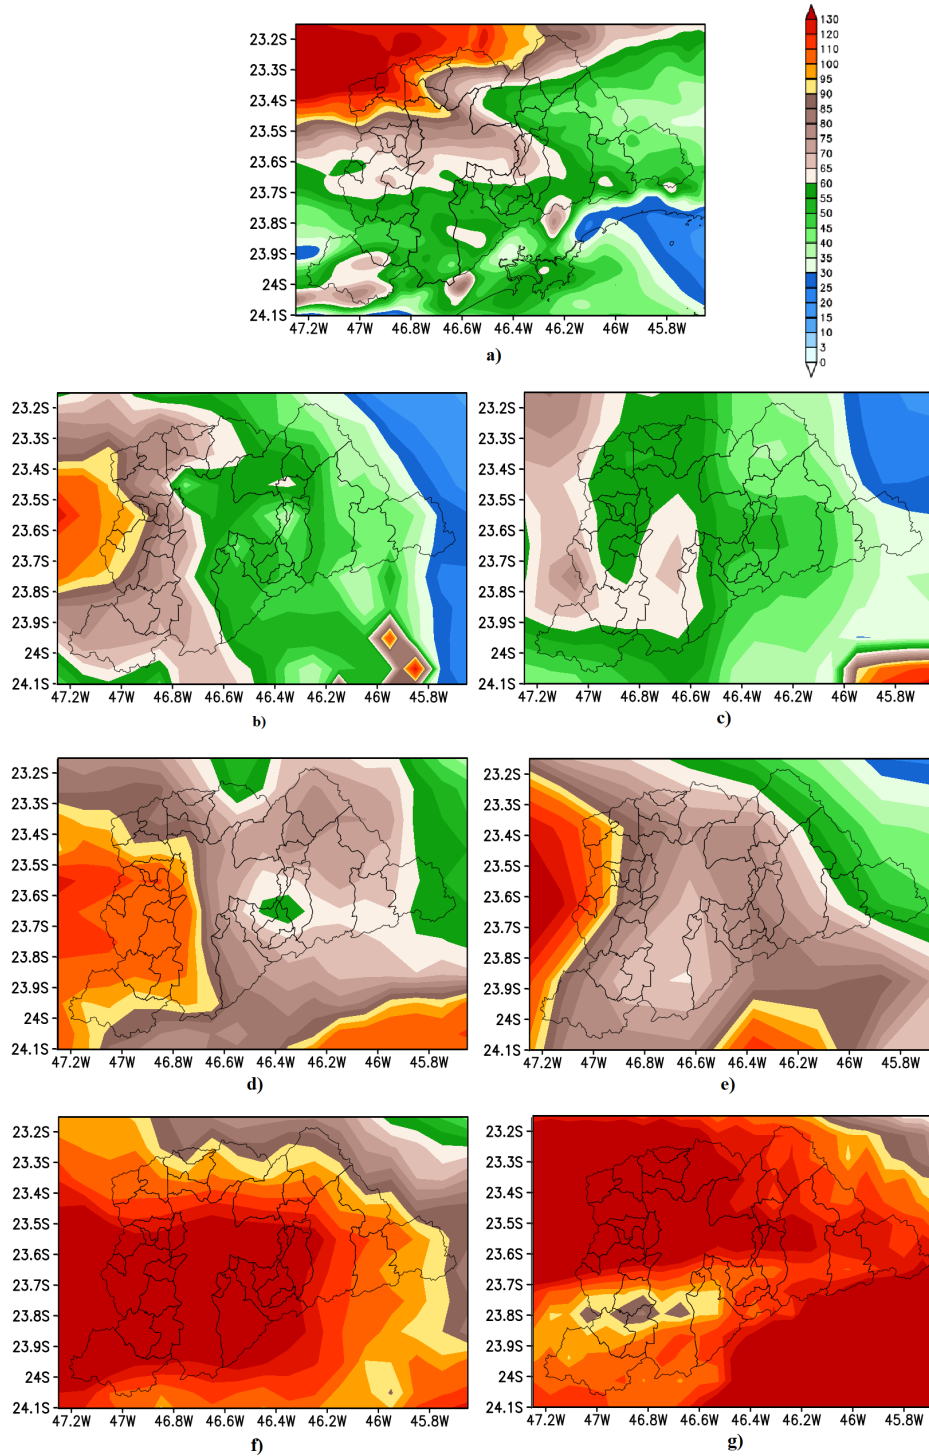 23.2S
23.3S
23.4S
23.5S
23.6S
23.7S
23.8S
23.9S
24S
24.1S
47.2W 47W 46.8W 46.6W 46.4W 46.2W 46W 45.8W
a)
130
120
110
100
95
90
85
80
75
70
65
60
55
50
45
40
35
30
25
20
15
10
3
0
23.2S
23.3S
23.4S
23.5S
23.6S
23.7S
23.8S
23.9S
24S
24.1S
47.2W 47W 46.8W 46.6W 46.4W 46.2W 46W 45.8W
b)
23.2S
23.3S
23.4S
23.5S
23.6S
23.7S
23.8S
23.9S
24S
24.1S
47.2W 47W 46.8W 46.6W 46.4W 46.2W 46W 45.8W
c)
23.2S
23.3S
23.4S
23.5S
23.6S
23.7S
23.8S
23.9S
24S
24.1S
47.2W 47W 46.8W 46.6W 46.4W 46.2W 46W 45.8W
d)
23.2S
23.3S
23.4S
23.5S
23.6S
23.7S
23.8S
23.9S
24S
24.1S
47.2W 47W 46.8W 46.6W 46.4W 46.2W 46W 45.8W
e)
23.2S
23.3S
23.4S
23.5S
23.6S
23.7S
23.8S
23.9S
24S
24.1S
47.2W 47W 46.8W 46.6W 46.4W 46.2W 46W 45.8W
f)
23.2S
23.3S
23.4S
23.5S
23.6S
23.7S
23.8S
23.9S
24S
24.1S
47.2W 47W 46.8W 46.6W 46.4W 46.2W 46W 45.8W
g)